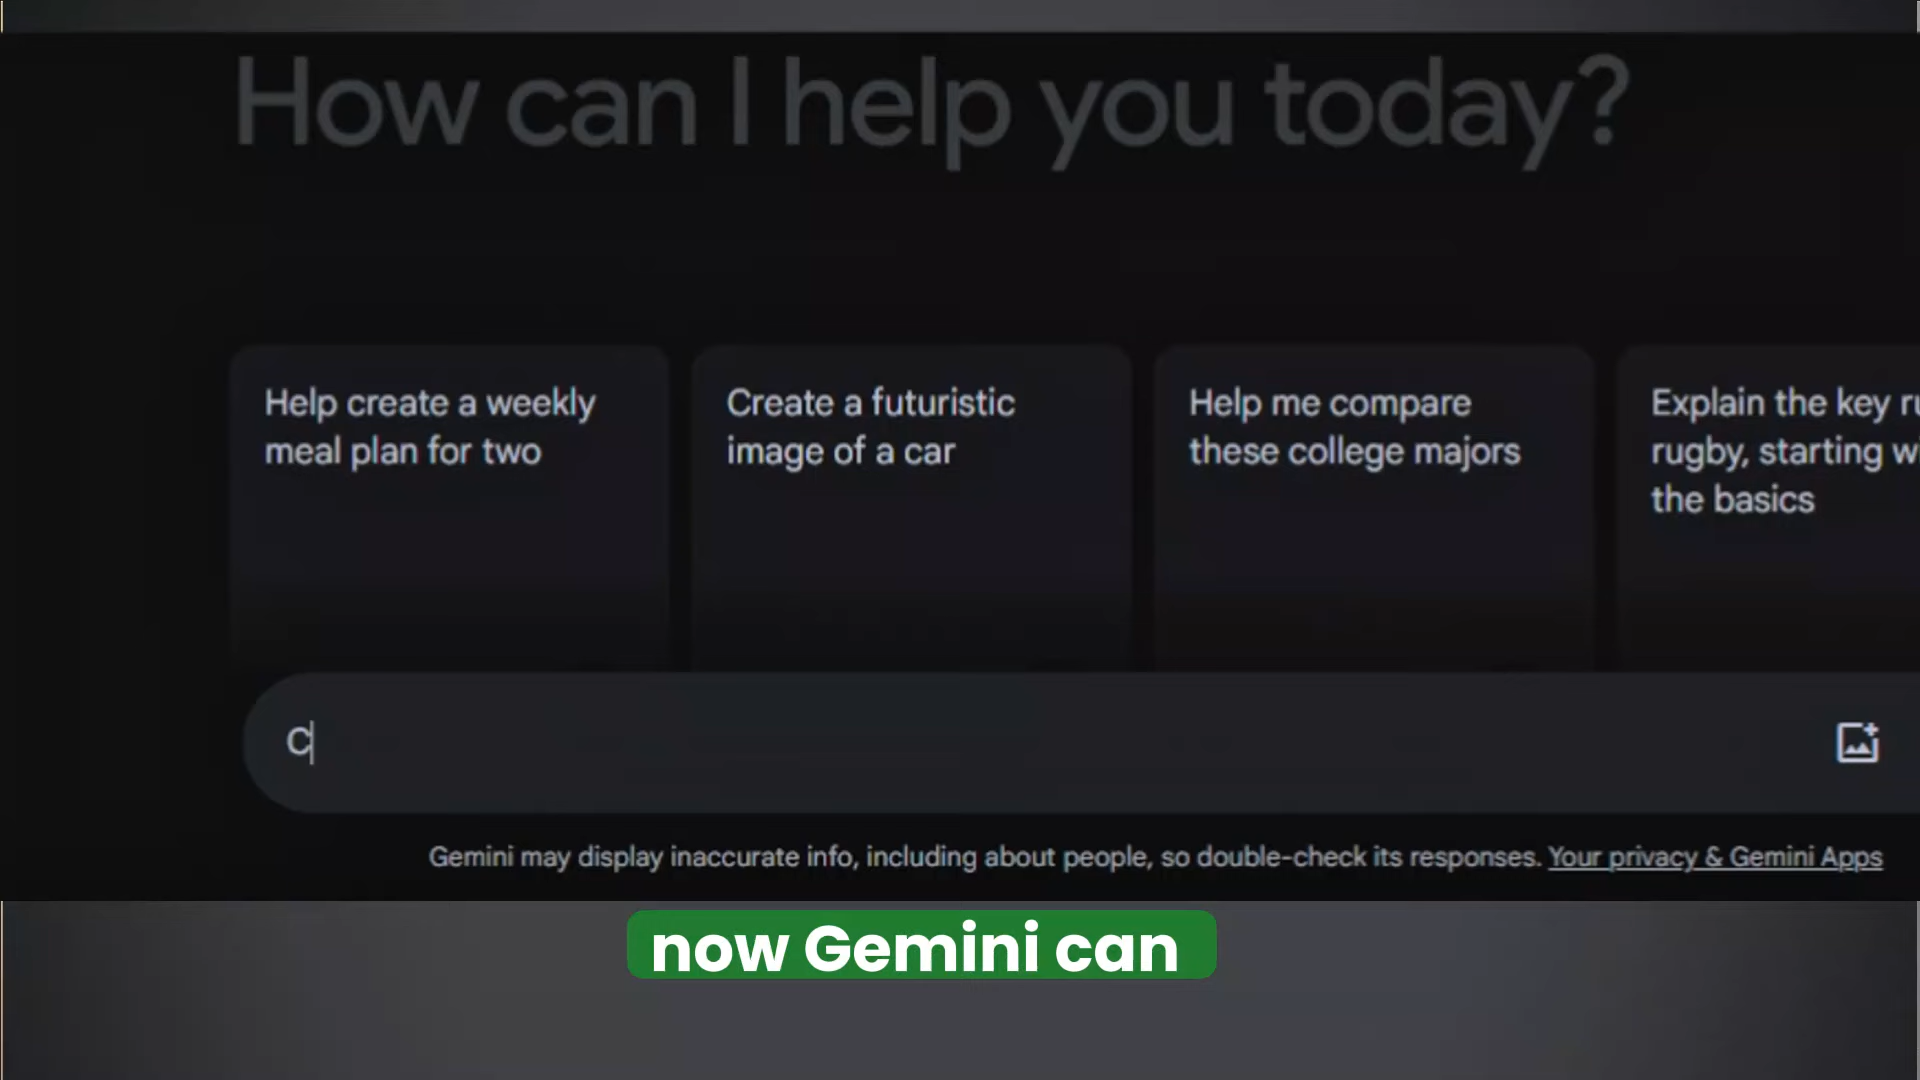 How can I help you today?
Help create a weekly
meal plan for two
Create a futuristic
image of a car
Help me compare
these college majors
Explain the key
rugby, starting
the basics
C
Gemini may display inaccurate info, including about people, so double-check its responses. Your privacy & Gemini Apps
now Gemini can